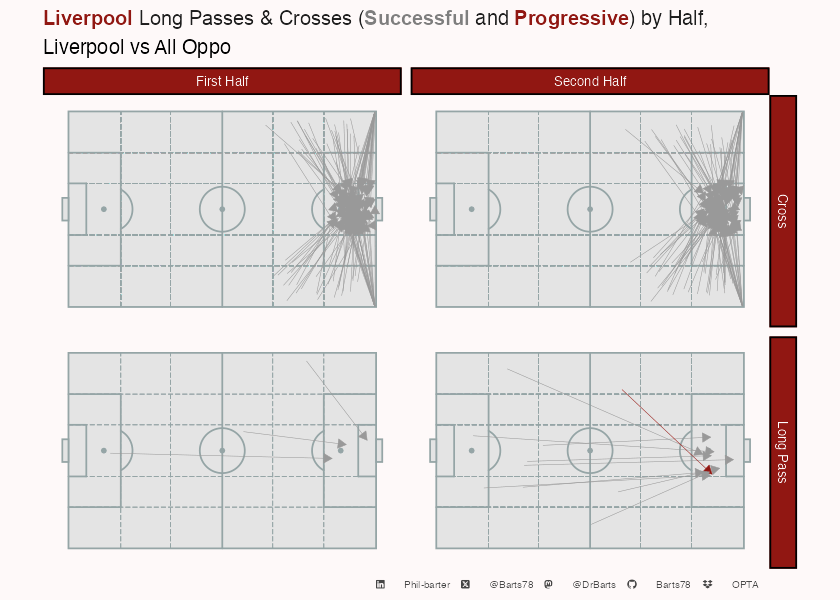 Liverpool Long Passes & Crosses (Successful and Progressive) by Half,
Liverpool vs All Oppo
First Half
Second Half
Cross
Long Pass
Phil-barter @Barts78 @DrBarts Barts78 OPTA